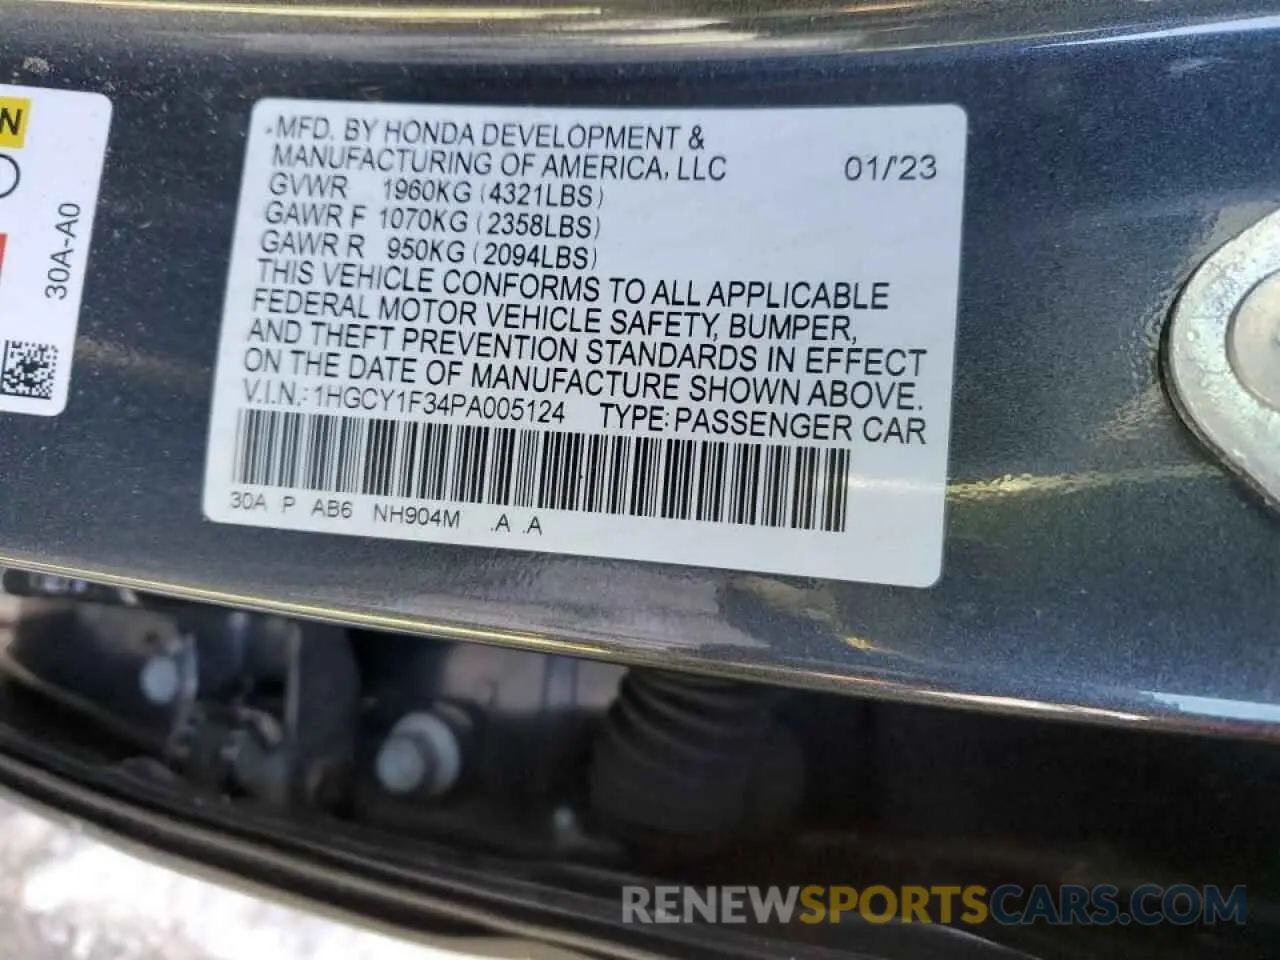 MFD. BY HONDA DEVELOPMENT &
MANUFACTURING OF AMERICA, LLC 01/'23
GVWR 1960KG (4321LBS)
GAWR F 1070KG (2358LBS)
GAWR R 950KG (2094LBS)
THIS VEHICLE CONFORMS TO ALL APPLICABLE
FEDERAL MOTOR VEHICLE SAFETY, BUMPER,
AND THEFT PREVENTION STANDARDS IN EFFECT
ON THE DATE OF MANUFACTURE SHOWN ABOVE.
V.I.N.: 1HGCY1F34PA005124 TYPE: PASSENGER CAR
30A P AB6 NH904M .A .A
N
30A-A0
RENEWSPORTSCARS.COM